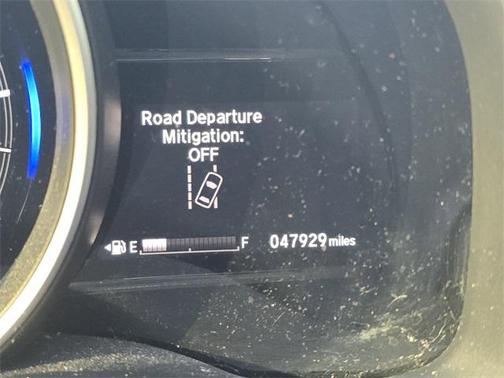 Road Departure
Mitigation:
OFF
E F 047929 miles